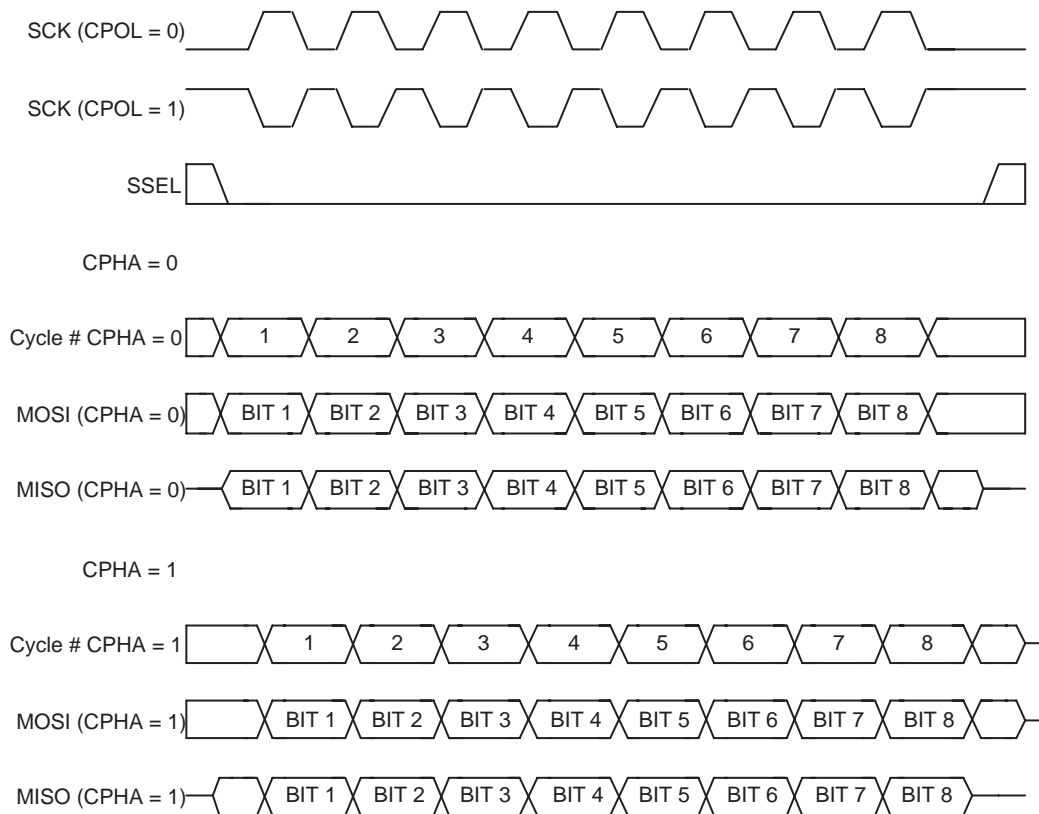 SCK (CPOL = 0)
SCK (CPOL = 1)
SSEL
CPHA = 0
Cycle # CPHA = 0 1 2 3 4 5 6 7 8
MOSI (CPHA = 0) BIT 1 BIT 2 BIT 3 BIT 4 BIT 5 BIT 6 BIT 7 BIT 8
MISO (CPHA = 0) BIT 1 BIT 2 BIT 3 BIT 4 BIT 5 BIT 6 BIT 7 BIT 8
CPHA = 1
Cycle # CPHA = 1 1 2 3 4 5 6 7 8
MOSI (CPHA = 1) BIT 1 BIT 2 BIT 3 BIT 4 BIT 5 BIT 6 BIT 7 BIT 8
MISO (CPHA = 1) BIT 1 BIT 2 BIT 3 BIT 4 BIT 5 BIT 6 BIT 7 BIT 8